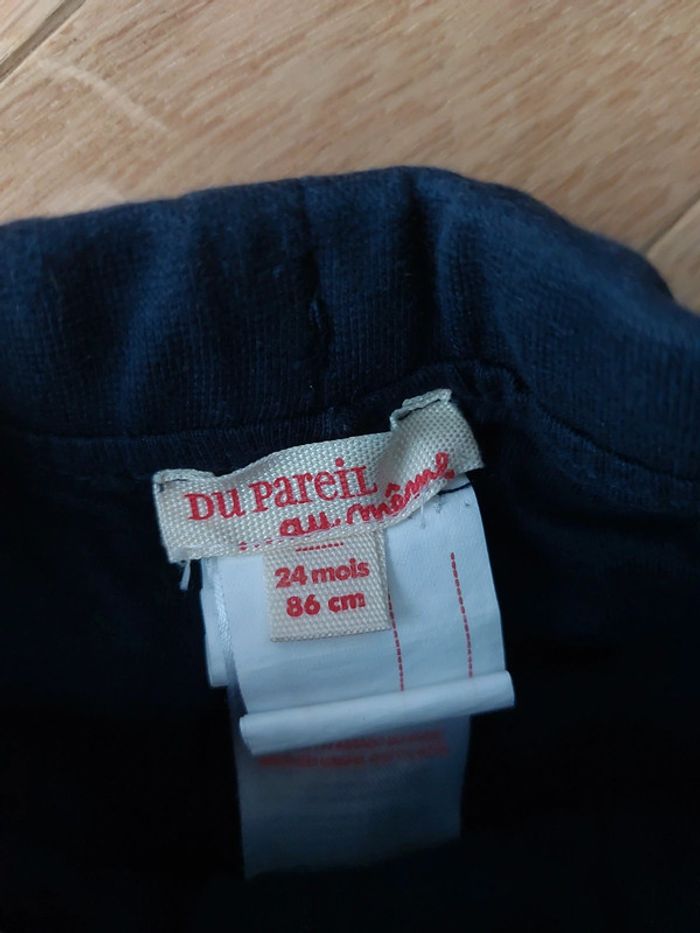 DU PareiL
...au même
24 mois
86 cm